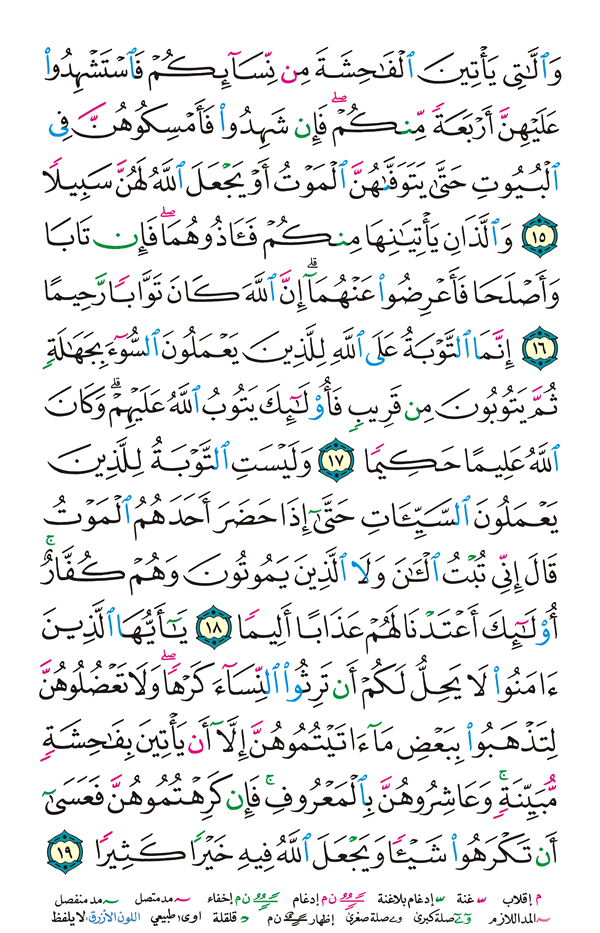 وَٱلَّـٰتِى يَأْتِينَ ٱلْفَـٰحِشَةَ مِن نِّسَآئِكُمْ فَٱسْتَشْهِدُوا۟
عَلَيْهِنَّ أَرْبَعَةً مِّنكُمْ ۖ فَإِن شَهِدُوا۟ فَأَمْسِكُوهُنَّ فِى
ٱلْبُيُوتِ حَتَّىٰ يَتَوَفَّىٰهُنَّ ٱلْمَوْتُ أَوْ يَجْعَلَ ٱللَّهُ لَهُنَّ سَبِيلًا
١٥ وَٱلَّذَانِ يَأْتِيَـٰنِهَا مِنكُمْ فَـَٔاذُوهُمَا ۖ فَإِن تَابَا
وَأَصْلَحَا فَأَعْرِضُوا۟ عَنْهُمَآ ۗ إِنَّ ٱللَّهَ كَانَ تَوَّابًا رَّحِيمًا
١٦ إِنَّمَا ٱلتَّوْبَةُ عَلَى ٱللَّهِ لِلَّذِينَ يَعْمَلُونَ ٱلسُّوٓءَ بِجَهَـٰلَةٍ
ثُمَّ يَتُوبُونَ مِن قَرِيبٍ فَأُو۟لَـٰٓئِكَ يَتُوبُ ٱللَّهُ عَلَيْهِمْ ۗ وَكَانَ
ٱللَّهُ عَلِيمًا حَكِيمًا ١٧ وَلَيْسَتِ ٱلتَّوْبَةُ لِلَّذِينَ
يَعْمَلُونَ ٱلسَّيِّـَٔاتِ حَتَّىٰٓ إِذَا حَضَرَ أَحَدَهُمُ ٱلْمَوْتُ
قَالَ إِنِّى تُبْتُ ٱلْـَٔـٰنَ وَلَا ٱلَّذِينَ يَمُوتُونَ وَهُمْ كُفَّارٌ ۚ
أُو۟لَـٰٓئِكَ أَعْتَدْنَا لَهُمْ عَذَابًا أَلِيمًا ١٨ يَـٰٓأَيُّهَا ٱلَّذِينَ
ءَامَنُوا۟ لَا يَحِلُّ لَكُمْ أَن تَرِثُوا۟ ٱلنِّسَآءَ كَرْهًا ۖ وَلَا تَعْضُلُوهُنَّ
لِتَذْهَبُوا۟ بِبَعْضِ مَآ ءَاتَيْتُمُوهُنَّ إِلَّآ أَن يَأْتِينَ بِفَـٰحِشَةٍ
مُّبَيِّنَةٍ ۚ وَعَاشِرُوهُنَّ بِٱلْمَعْرُوفِ ۚ فَإِن كَرِهْتُمُوهُنَّ فَعَسَىٰٓ
أَن تَكْرَهُوا۟ شَيْـًٔا وَيَجْعَلَ ٱللَّهُ فِيهِ خَيْرًا كَثِيرًا ١٩
م إقلاب غنة إدغام بلاغنة ن م إدغام ن م إخفاء مد متصل مد منفصل
المد اللازم صلة كبرى و ے صلة صغرى إظهار ن م قلقلة اوى طبيعي اللون الأزرق: لا يلفظ